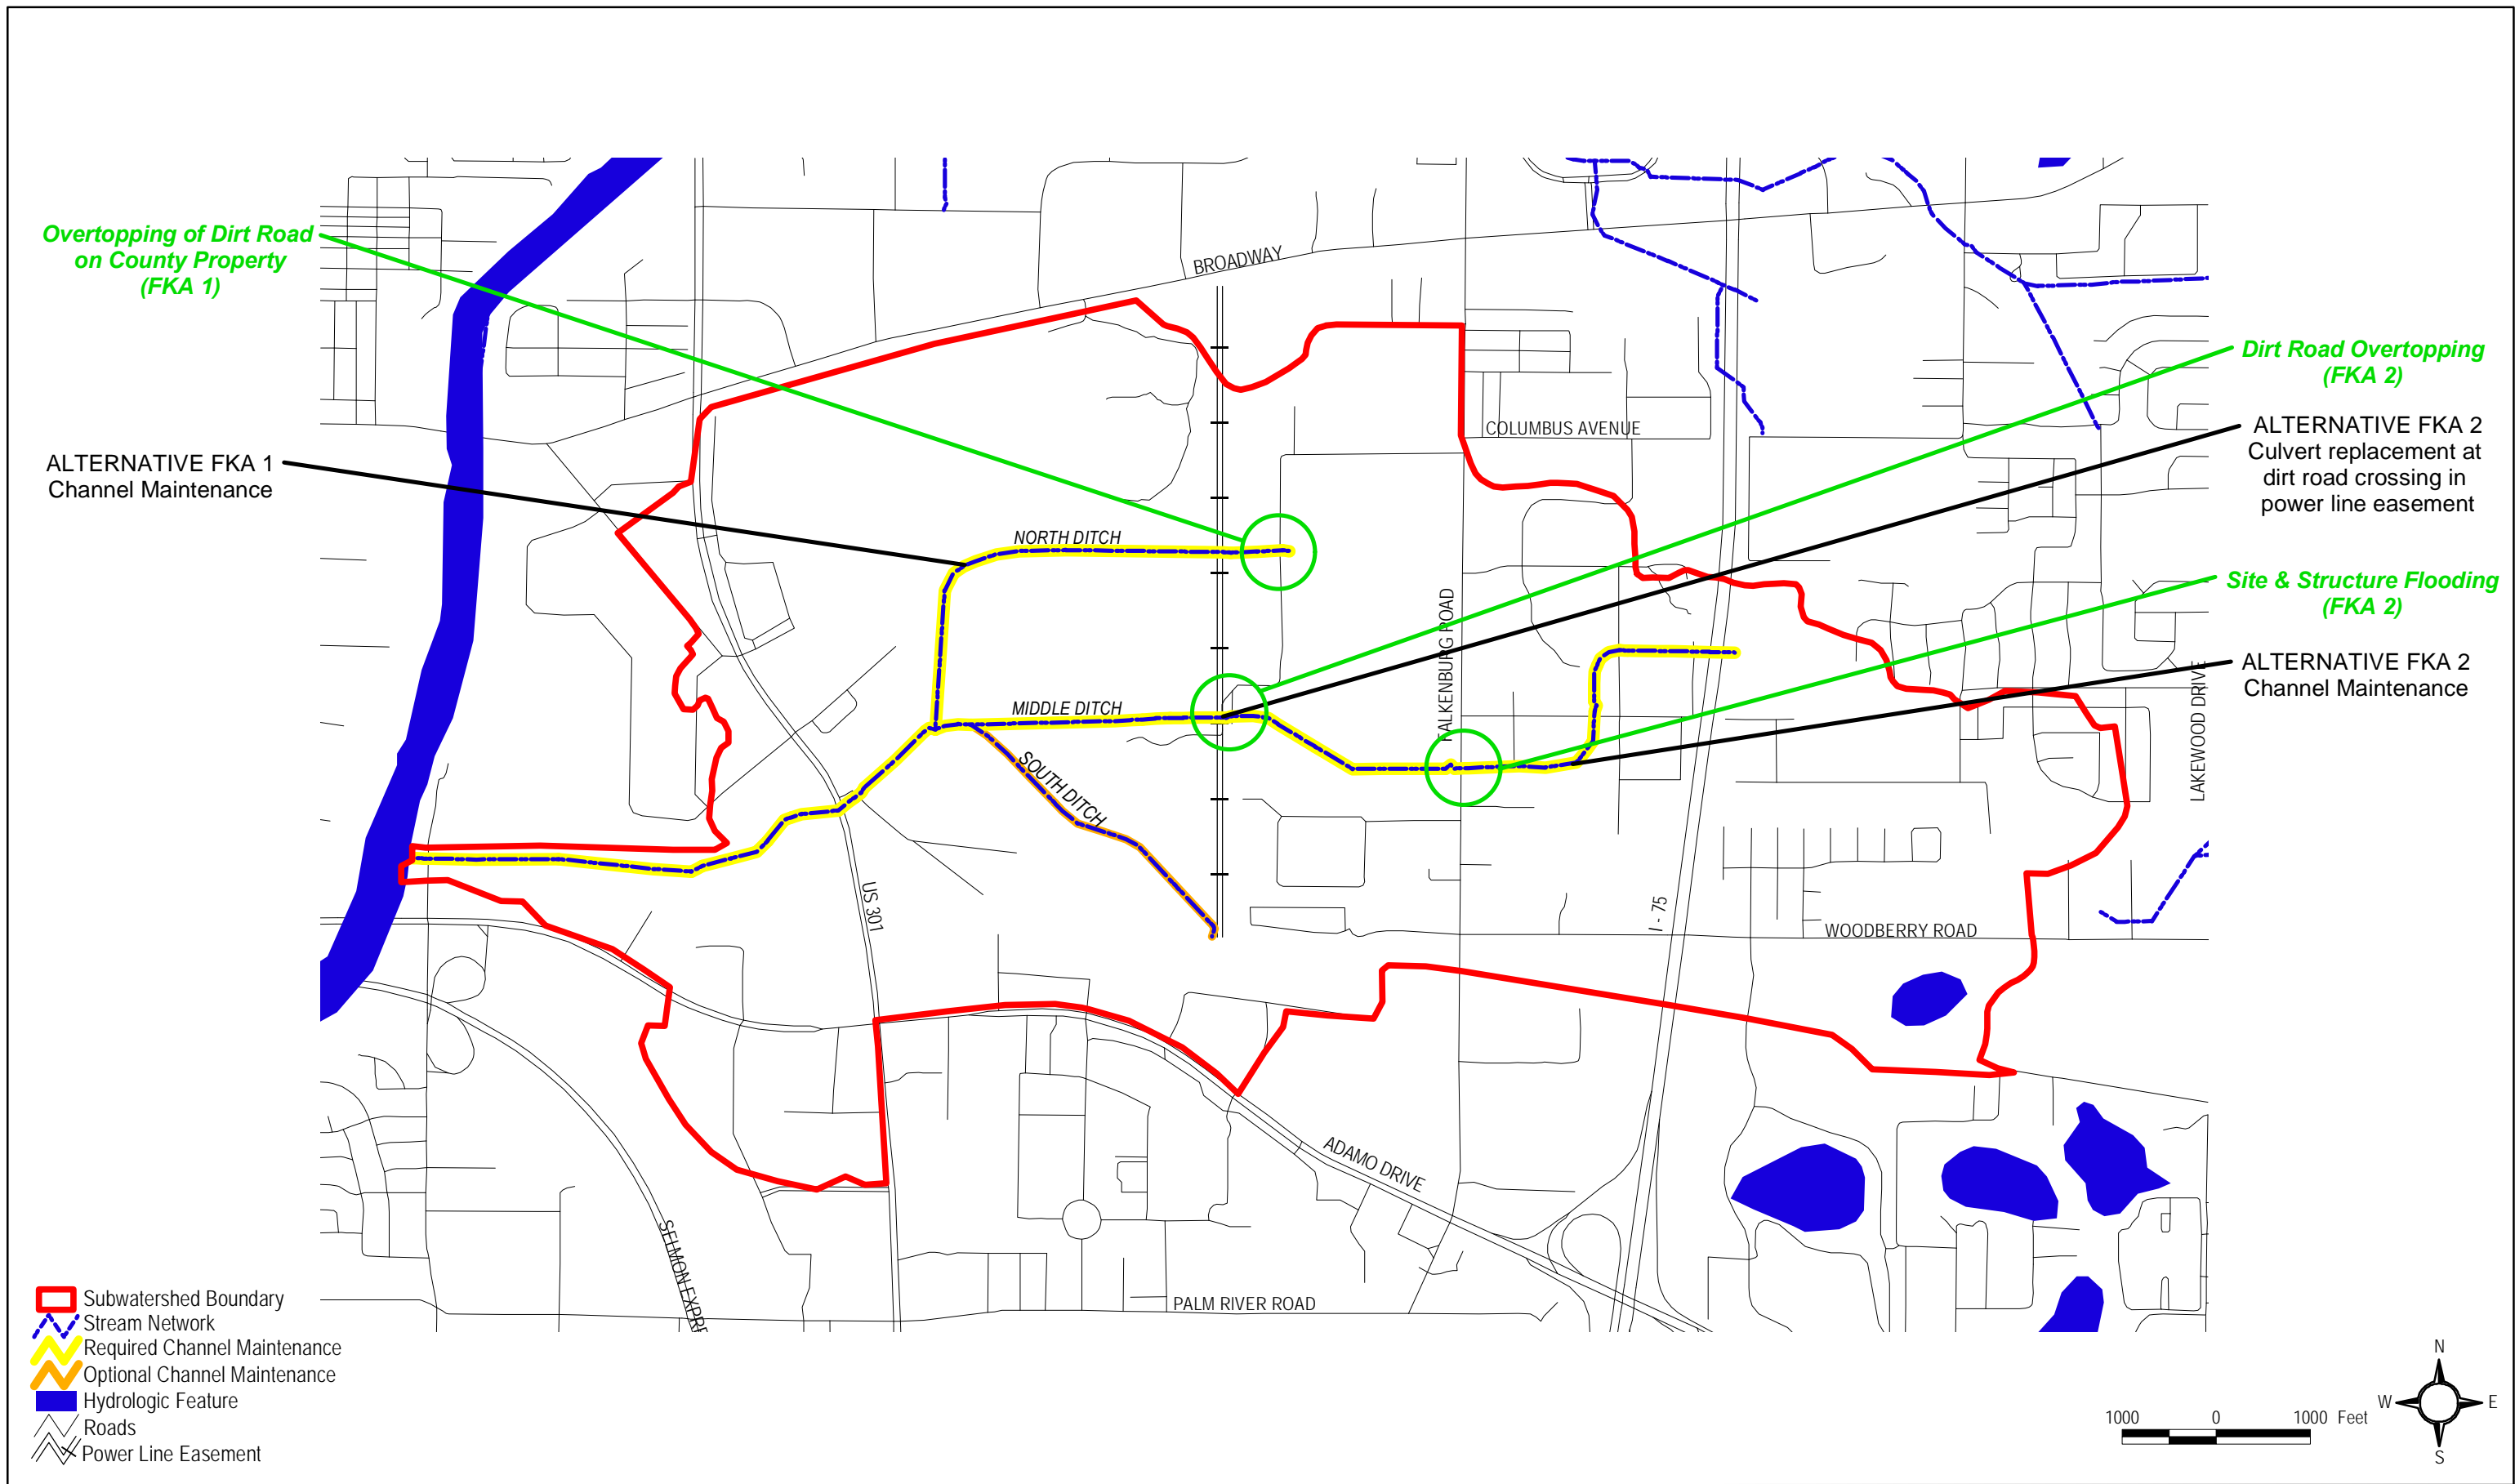 Overtopping of Dirt Road
on County Property
(FKA 1)
ALTERNATIVE FKA 1
Channel Maintenance
BROADWAY
COLUMBUS AVENUE
NORTH DITCH
MIDDLE DITCH
SOUTH DITCH
FALKENBURG ROAD
US 301
I - 75
WOODBERRY ROAD
LAKEWOOD DRIVE
ADAMO DRIVE
SELMON EXPRE
PALM RIVER ROAD
Dirt Road Overtopping
(FKA 2)
ALTERNATIVE FKA 2
Culvert replacement at
dirt road crossing in
power line easement
Site & Structure Flooding
(FKA 2)
ALTERNATIVE FKA 2
Channel Maintenance
Subwatershed Boundary
Stream Network
Required Channel Maintenance
Optional Channel Maintenance
Hydrologic Feature
Roads
Power Line Easement
1000 0 1000 Feet
N
W E
S